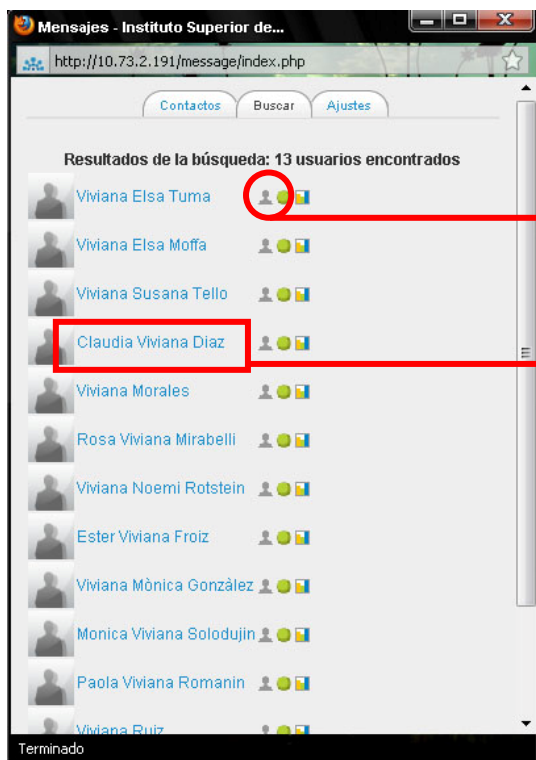 Mensajes - Instituto Superior de...
http://10.73.2.191/message/index.php
Contactos Buscar Ajustes
Resultados de la búsqueda: 13 usuarios encontrados
Viviana Elsa Tuma
Viviana Elsa Moffa
Viviana Susana Tello
Claudia Viviana Diaz
Viviana Morales
Rosa Viviana Mirabelli
Viviana Noemi Rotstein
Ester Viviana Froiz
Viviana Mònica Gonzàlez
Monica Viviana Solodujin
Paola Viviana Romanin
Viviana Ruiz
Terminado